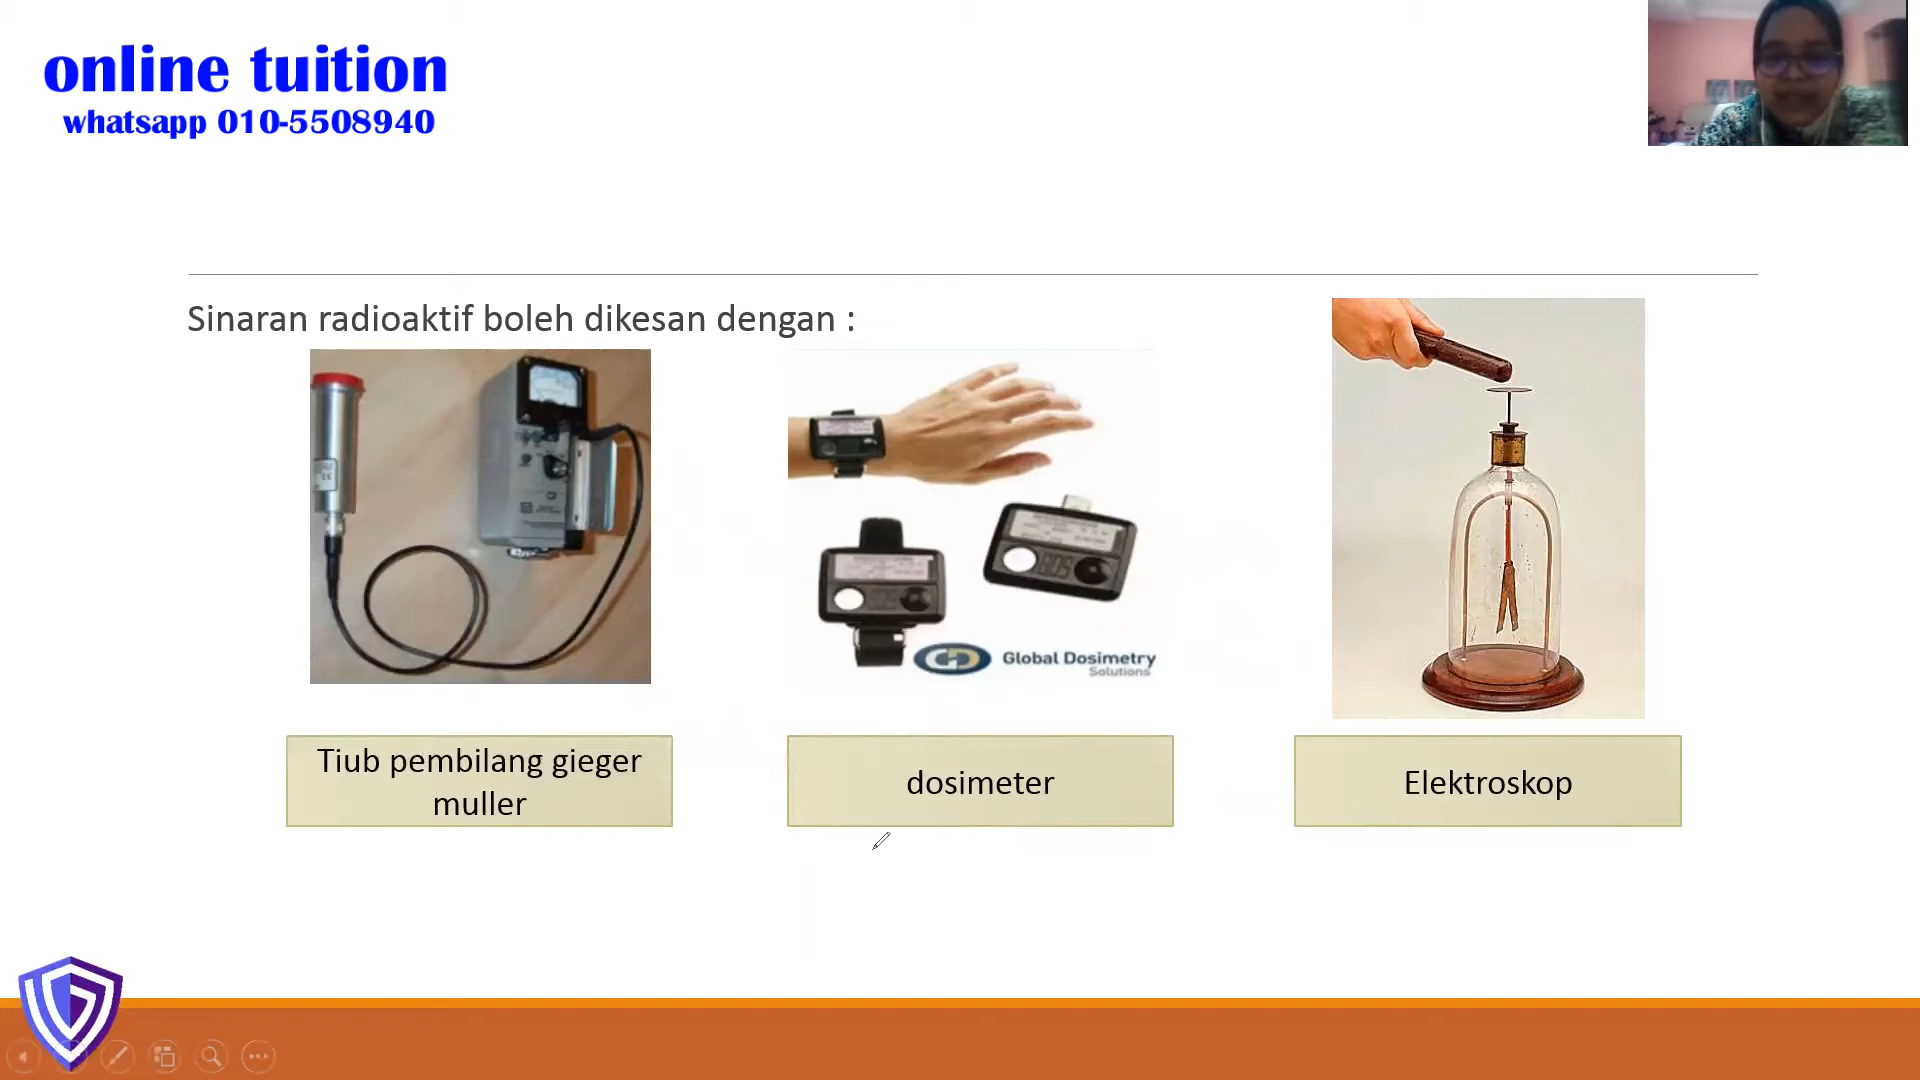 online tuition
whatsapp 010-5508940
Sinaran radioaktif boleh dikesan dengan :
Global Dosimetry
Solutions
Tiub pembilang gieger
muller
dosimeter
Elektroskop